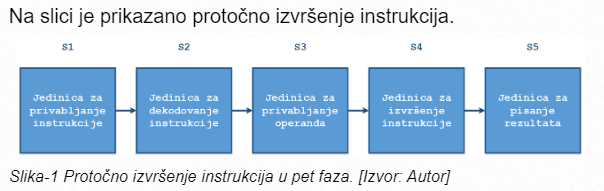 Na slici je prikazano protočno izvršenje instrukcija.
S1 S2 S3 S4 S5
Jedinica za Jedinica za Jedinica za Jedinica za Jedinica za
privabljanje dekodovanje privabljanje izvršenje pisanje
instrukcije instrukcije operanda instrukcije rezultata
Slika-1 Protočno izvršenje instrukcija u pet faza. [Izvor: Autor]